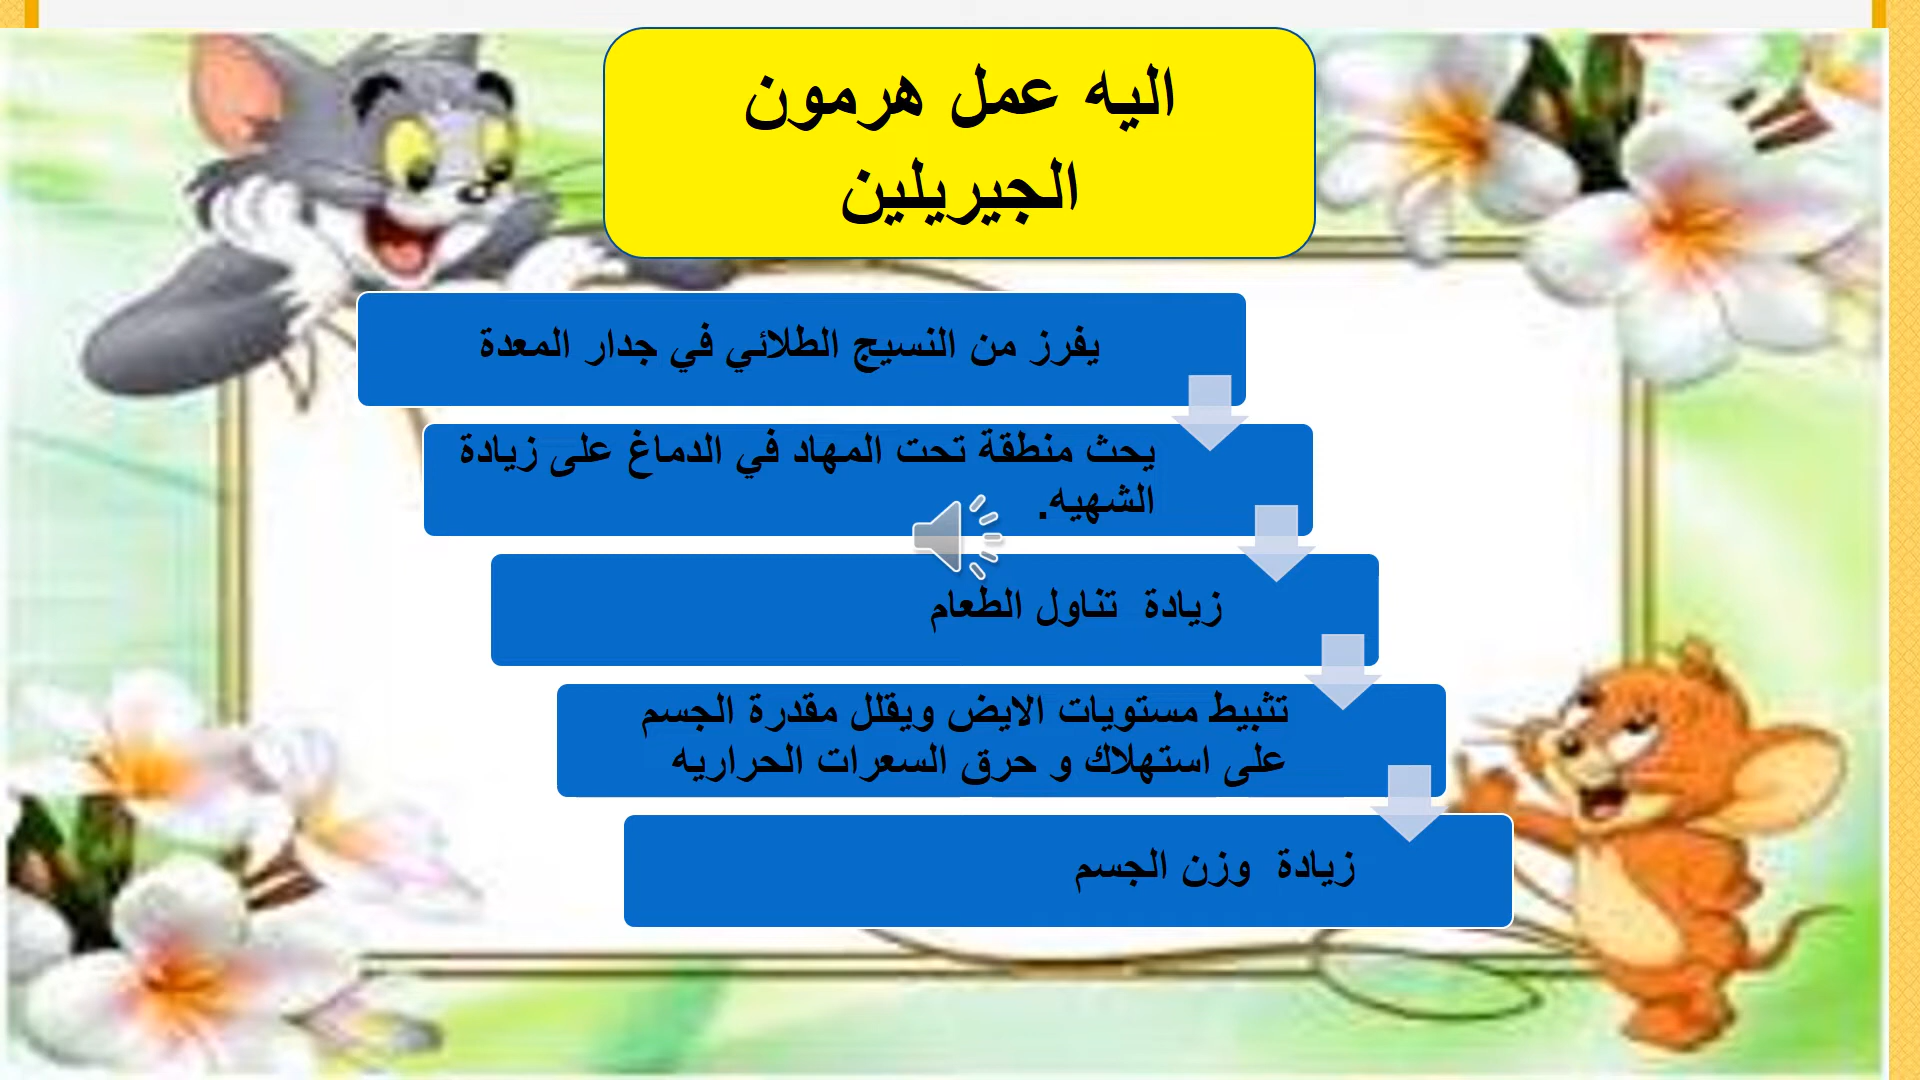 اليه عمل هرمون
الجيريلين
يفرز من النسيج الطلائي في جدار المعدة
يحث منطقة تحت المهاد في الدماغ على زيادة
الشهيه.
زيادة تناول الطعام
تثبيط مستويات الايض ويقلل مقدرة الجسم
على استهلاك و حرق السعرات الحراريه
زيادة وزن الجسم